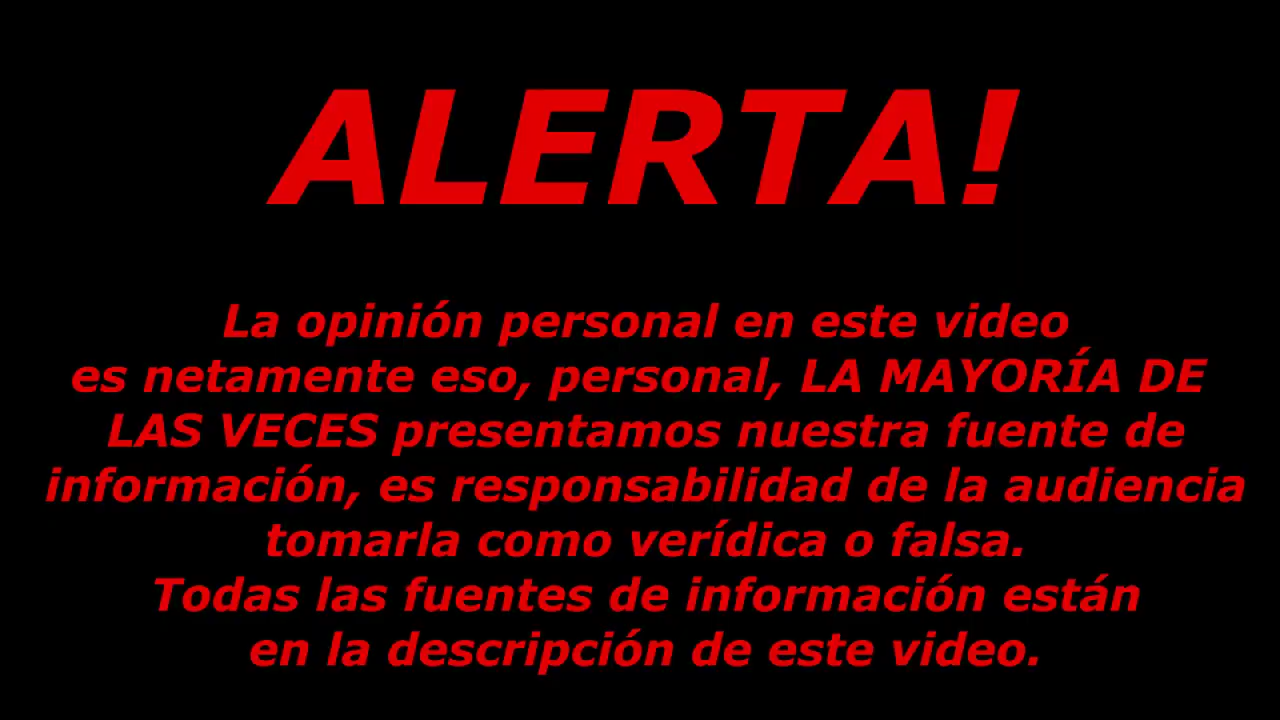 ALERTA!
La opinión personal en este video
es netamente eso, personal, LA MAYORÍA DE
LAS VECES presentamos nuestra fuente de
información, es responsabilidad de la audiencia
tomarla como verídica o falsa.
Todas las fuentes de información están
en la descripción de este video.